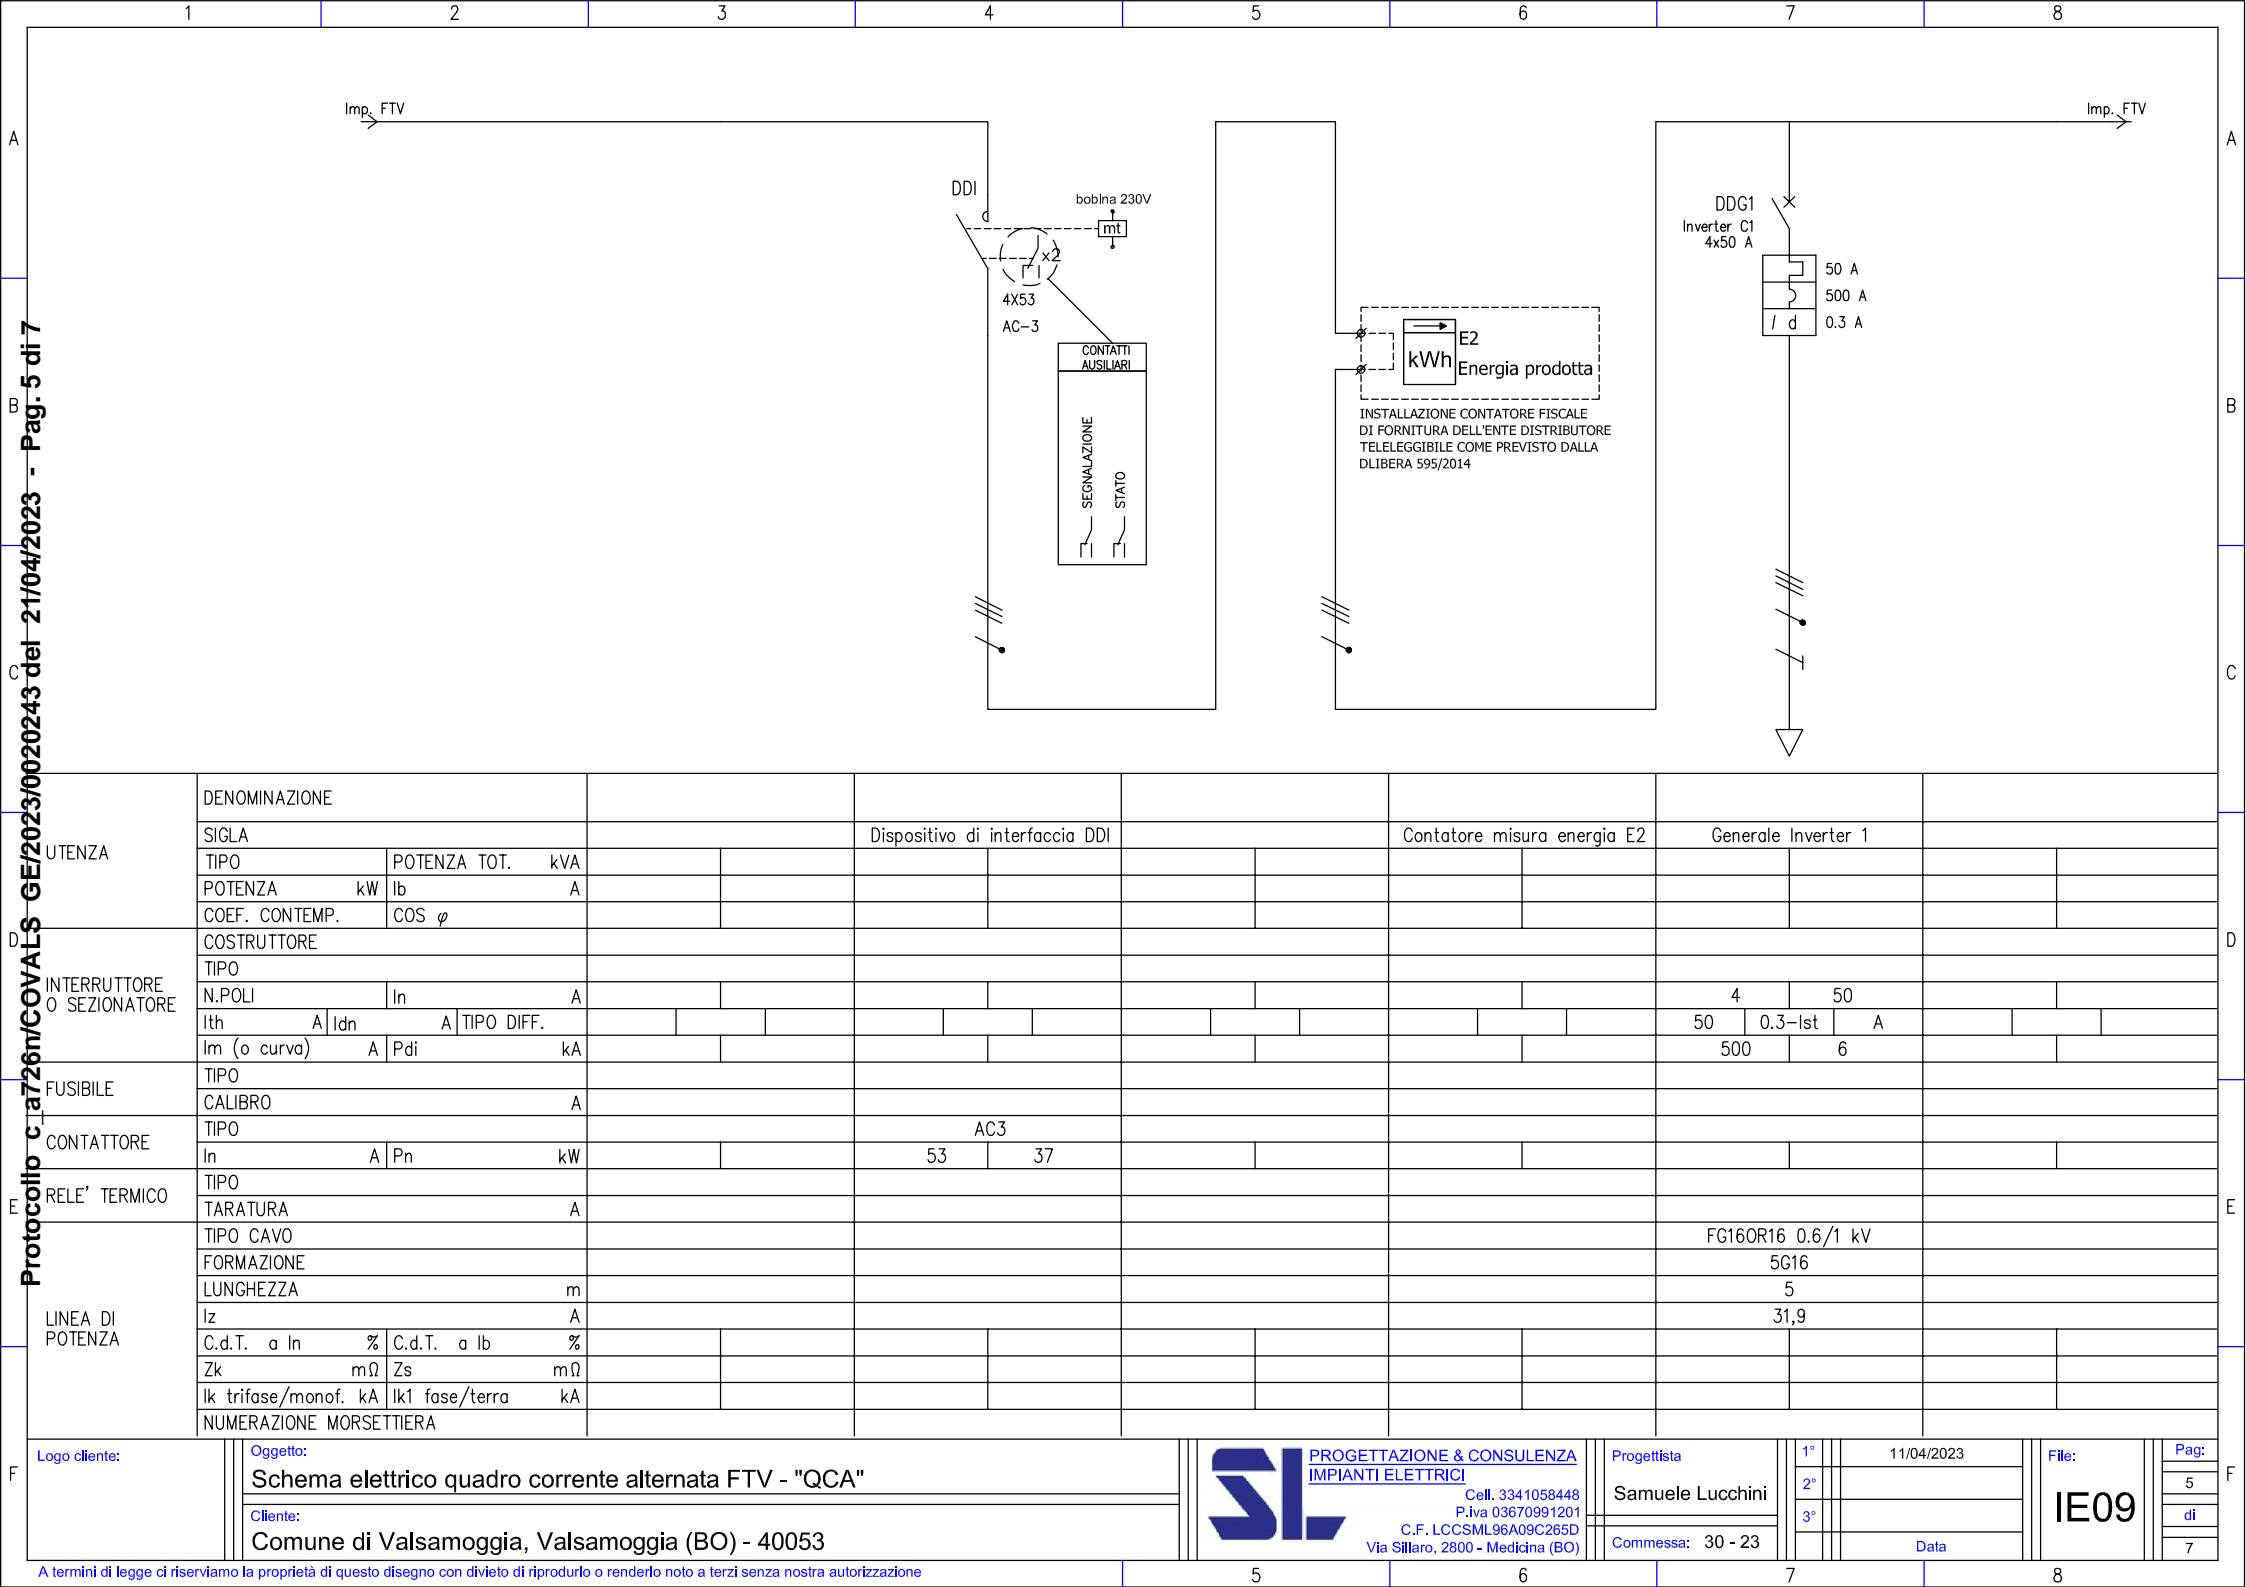 1 2 3 4 5 6 7 8
Imp. FTV
Imp. FTV
A
A
DDI
bobIna 230V
mt
x2
4X53
AC-3
CONTATTI
AUSILIARI
SEGNALAZIONE
STATO
E2
kWh
Energia prodotta
INSTALLAZIONE CONTATORE FISCALE
DI FORNITURA DELL'ENTE DISTRIBUTORE
TELELEGGIBILE COME PREVISTO DALLA
DLIBERA 595/2014
DDG1
Inverter C1
4x50 A
50 A
500 A
I d 0.3 A
B
B
C
C
Protocollo c_a726n/COVALS GE/2023/0020243 del 21/04/2023 - Pag. 5 di 7
UTENZA
DENOMINAZIONE
SIGLA Dispositivo di interfaccia DDI Contatore misura energia E2 Generale Inverter 1
TIPO POTENZA TOT. kVA
POTENZA kW Ib A
COEF. CONTEMP. COS φ
D
D
INTERRUTTORE
O SEZIONATORE
COSTRUTTORE
TIPO
N.POLI In A 4 50
Ith A Idn A TIPO DIFF. 50 0.3-Ist A
Im (o curva) A Pdi kA 500 6
FUSIBILE
TIPO
CALIBRO A
CONTATTORE
TIPO AC3
In A Pn kW 53 37
RELE' TERMICO
TIPO
TARATURA A
E
E
LINEA DI
POTENZA
TIPO CAVO FG16OR16 0.6/1 kV
FORMAZIONE 5G16
LUNGHEZZA m 5
Iz A 31,9
C.d.T. a In % C.d.T. a Ib %
Zk mΩ Zs mΩ
Ik trifase/monof. kA Ik1 fase/terra kA
NUMERAZIONE MORSETTIERA
F
F
Logo cliente:
Oggetto:
Schema elettrico quadro corrente alternata FTV - "QCA"
Cliente:
Comune di Valsamoggia, Valsamoggia (BO) - 40053
SL
PROGETTAZIONE & CONSULENZA
IMPIANTI ELETTRICI
Cell. 3341058448
P.iva 03670991201
C.F. LCCSML96A09C265D
Via Sillaro, 2800 - Medicina (BO)
Progettista
Samuele Lucchini
Commessa: 30 - 23
1° 11/04/2023
2°
3°
Data
File:
IE09
Pag:
5
di
7
A termini di legge ci riserviamo la proprietà di questo disegno con divieto di riprodurlo o renderlo noto a terzi senza nostra autorizzazione
5 6 7 8